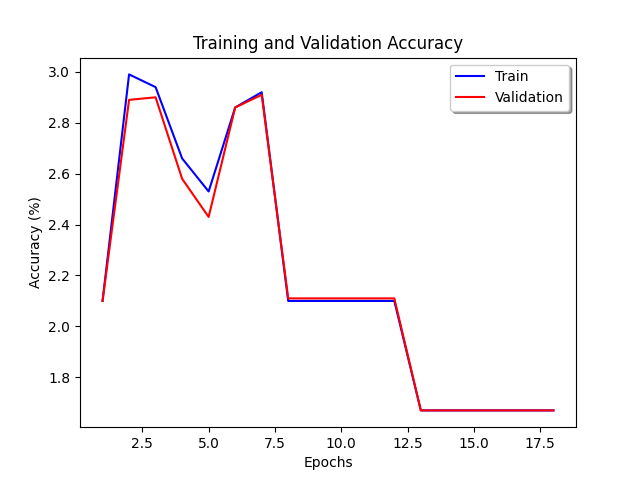 Training and Validation Accuracy
Train
Validation
Accuracy (%)
3.0
2.8
2.6
2.4
2.2
2.0
1.8
2.5 5.0 7.5 10.0 12.5 15.0 17.5
Epochs